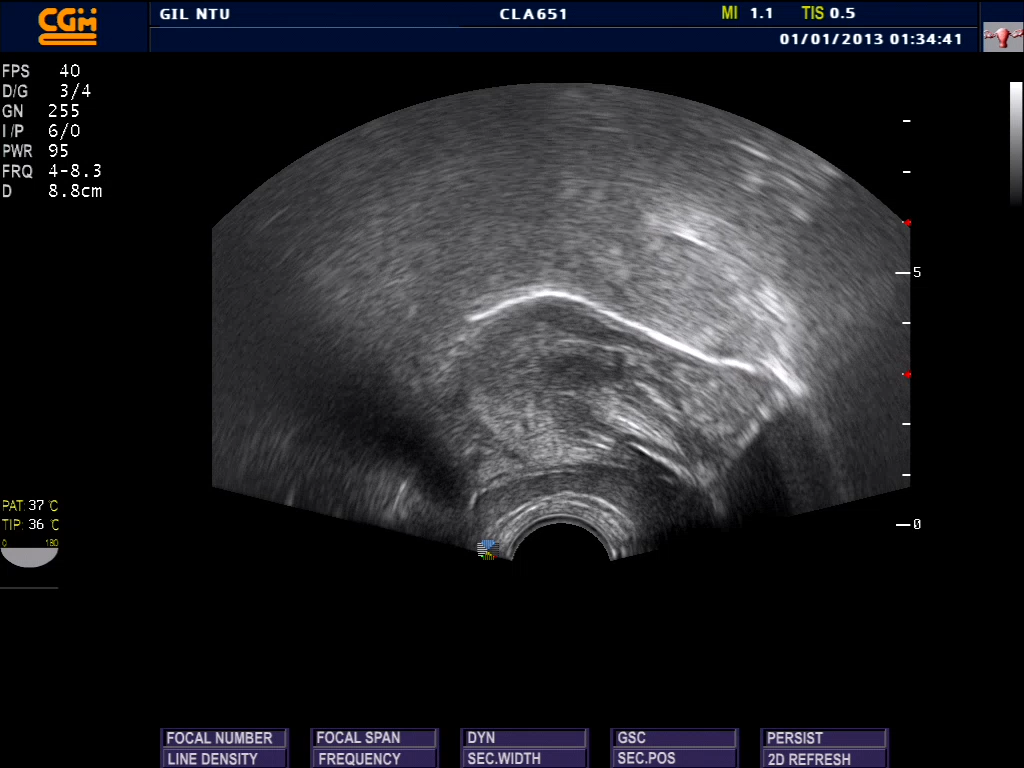 CGM
GIL NTU CLA651 MI 1.1 TIS 0.5
01/01/2013 01:34:41
FPS 40
D/G 3/4
GN 255
I/P 6/0
PWR 95
FRQ 4-8.3
D 8.8cm
5
PAT: 37 °C
TIP: 36 °C
0 180
0
FOCAL NUMBER FOCAL SPAN DYN GSC PERSIST
LINE DENSITY FREQUENCY SEC.WIDTH SEC.POS 2D REFRESH